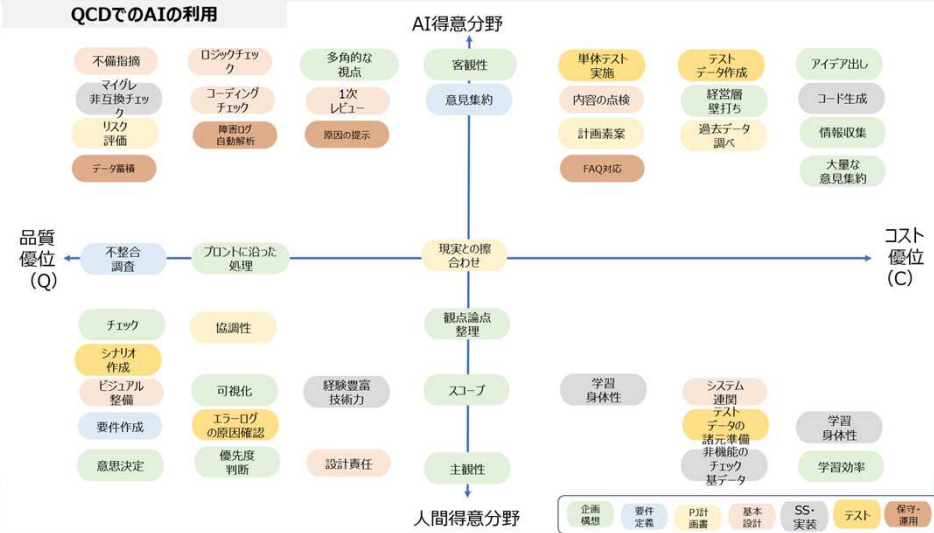 QCDでのAIの利用
AI得意分野
不備指摘
ロジックチェッ
ク
多角的な
視点
客観性
単体テスト
実施
テスト
データ作成
アイデア出し
マイグレ
非互換チェッ
ク
コーディング
チェック
1次
レビュー
意見集約
内容の点検
経営層
壁打ち
コード生成
リスク
評価
障害ログ
自動解析
原因の提示
計画素案
過去データ
調べ
情報収集
データ蓄積
FAQ対応
大量な
意見集約
品質
優位
(Q)
不整合
調査
プロントに沿った
処理
現実との擦
合わせ
コスト
優位
(C)
チェック
協調性
観点論点
整理
シナリオ
作成
ビジュアル
整備
可視化
経験豊富
技術力
スコープ
学習
身体性
システム
連関
要件作成
エラーログ
の原因確認
テスト
データの
諸元準備
学習
身体性
意思決定
優先度
判断
設計責任
主観性
非機能の
チェック
基データ
学習効率
人間得意分野
企画
構想
要件
定義
PJ計
画書
基本
設計
SS・
実装
テスト
保守・
運用